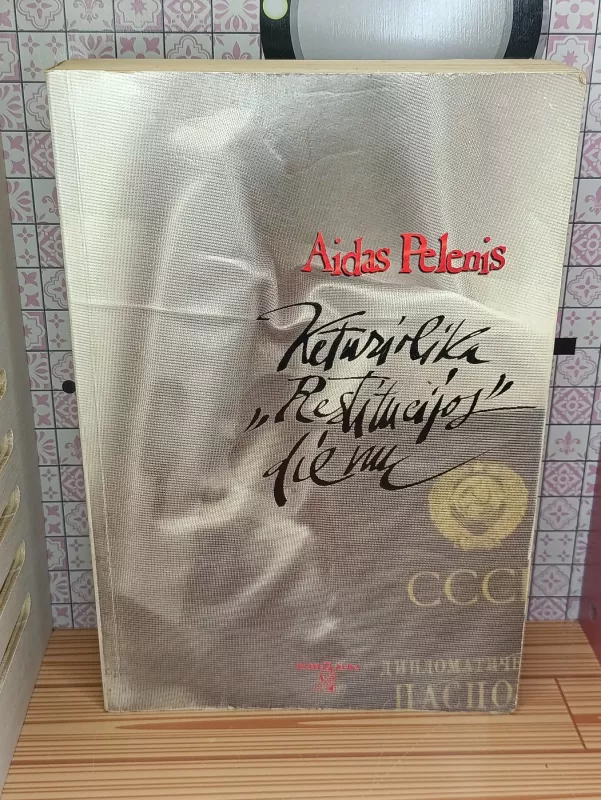 Aidas Pelenis
Keturiolika
„Restitucijos”
dienų
СССР
ДИПЛОМАТИЧЕ
ПАСПО